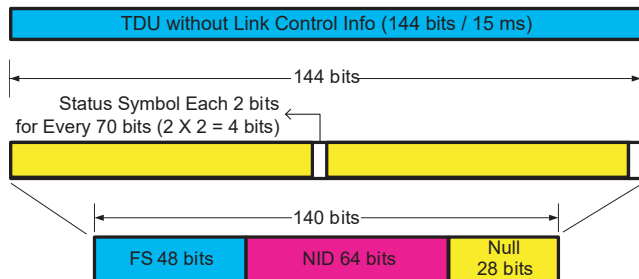 TDU without Link Control Info (144 bits / 15 ms)
144 bits
Status Symbol Each 2 bits
for Every 70 bits (2 X 2 = 4 bits)
140 bits
FS 48 bits
NID 64 bits
Null
28 bits